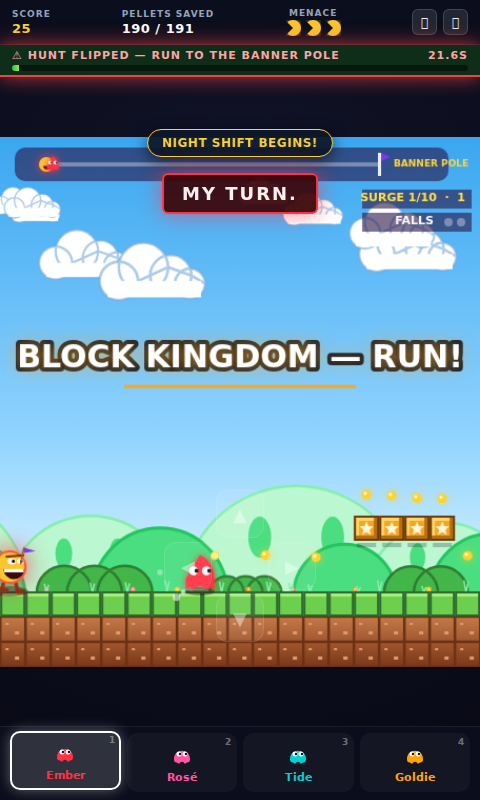 SCORE
25
PELLETS SAVED
190 / 191
MENACE
⚠ HUNT FLIPPED — RUN TO THE BANNER POLE
21.6S
NIGHT SHIFT BEGINS!
BANNER POLE
MY TURN.
SURGE 1/10 · 1
FALLS
BLOCK KINGDOM — RUN!
1
Ember
2
Rosé
3
Tide
4
Goldie